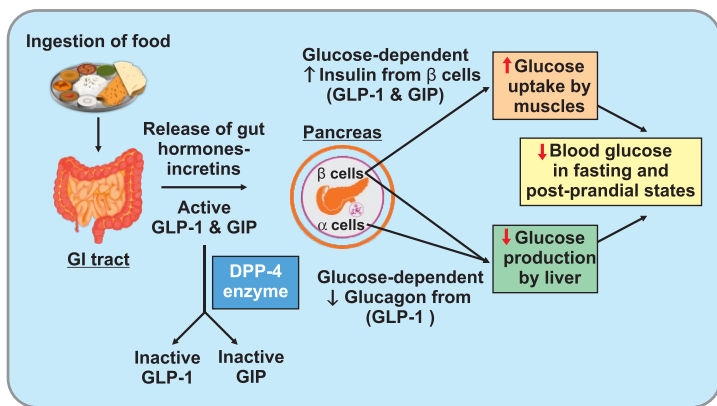 Ingestion of food
Release of gut
hormones-
incretins
Active
GLP-1 & GIP
GI tract
DPP-4
enzyme
Inactive
GLP-1
Inactive
GIP
Glucose-dependent
↑ Insulin from β cells
(GLP-1 & GIP)
Pancreas
β cells
α cells
Glucose-dependent
↓ Glucagon from
(GLP-1 )
↑ Glucose
uptake by
muscles
↓ Glucose
production
by liver
↓ Blood glucose
in fasting and
post-prandial states